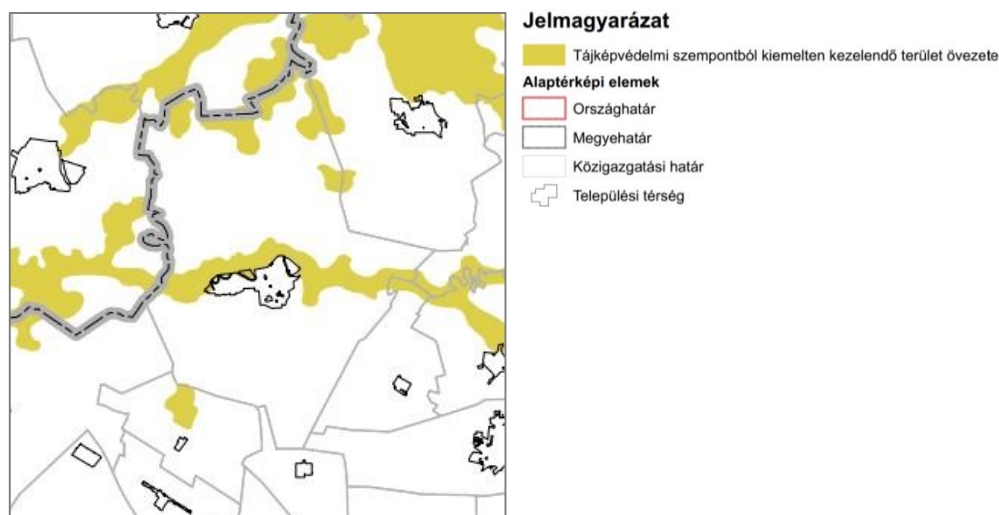 Jelmagyarázat
Tájképvédelmi szempontból kiemelten kezelendő terület övezete
Alaptérképi elemek
Országhatár
Megyehatár
Közigazgatási határ
Települési térség